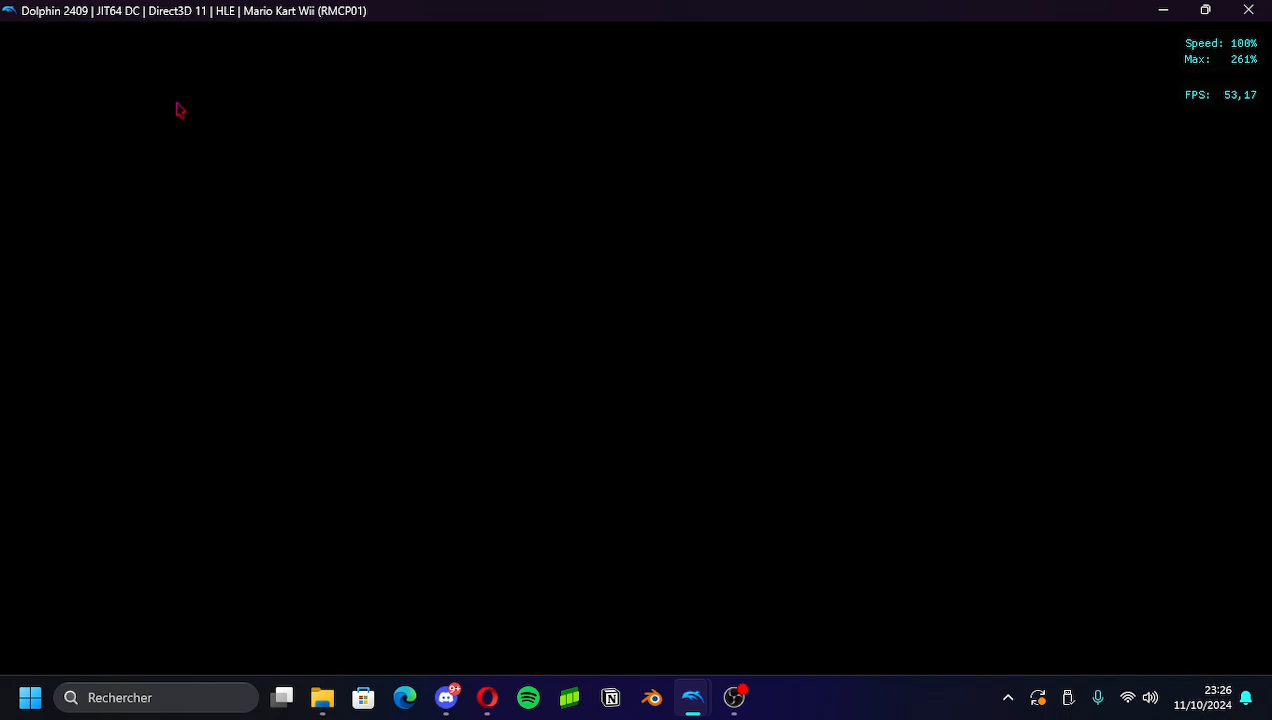 Dolphin 2409 | JIT64 DC | Direct3D 11 | HLE | Mario Kart Wii (RMCP01)
Speed: 100%
Max: 261%
FPS: 53,17
Rechercher
9+
23:26
11/10/2024